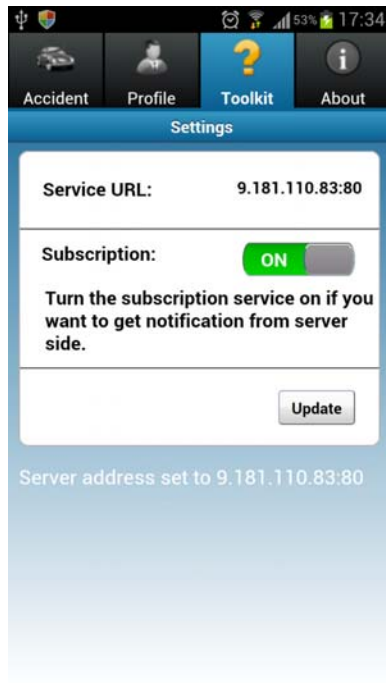 53% 17:34
Accident Profile Toolkit About
Settings
Service URL: 9.181.110.83:80
Subscription: ON
Turn the subscription service on if you
want to get notification from server
side.
Update
Server address set to 9.181.110.83:80